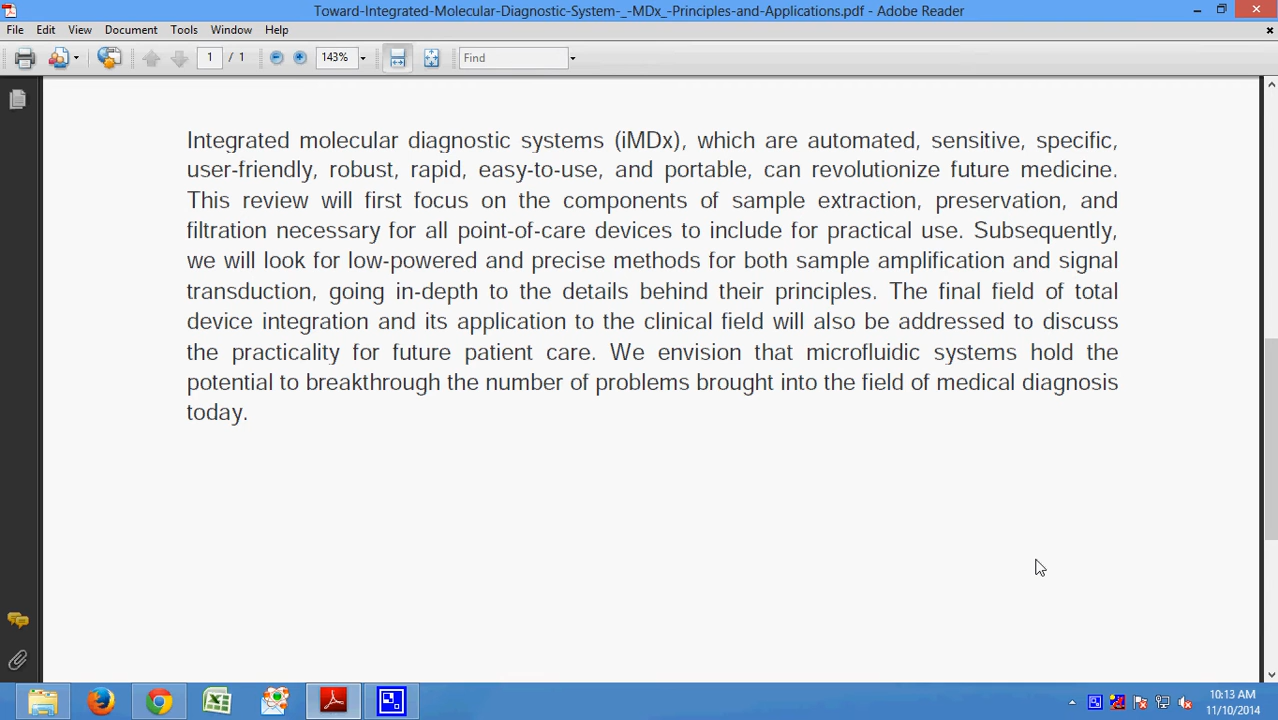 Toward-Integrated-Molecular-Diagnostic-System-_-MDx_-Principles-and-Applications.pdf - Adobe Reader
File Edit View Document Tools Window Help
1 / 1 143% Find
Integrated molecular diagnostic systems (iMDx), which are automated, sensitive, specific,
user-friendly, robust, rapid, easy-to-use, and portable, can revolutionize future medicine.
This review will first focus on the components of sample extraction, preservation, and
filtration necessary for all point-of-care devices to include for practical use. Subsequently,
we will look for low-powered and precise methods for both sample amplification and signal
transduction, going in-depth to the details behind their principles. The final field of total
device integration and its application to the clinical field will also be addressed to discuss
the practicality for future patient care. We envision that microfluidic systems hold the
potential to breakthrough the number of problems brought into the field of medical diagnosis
today.
10:13 AM
11/10/2014